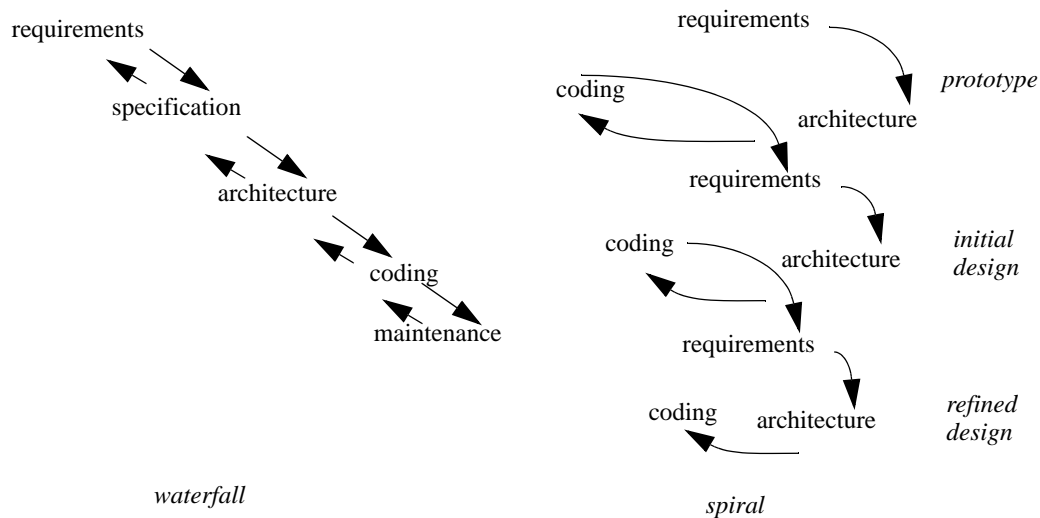 requirements
specification
architecture
coding
maintenance
waterfall
requirements
prototype
coding
architecture
requirements
initial
design
coding
architecture
requirements
refined
design
coding
architecture
spiral